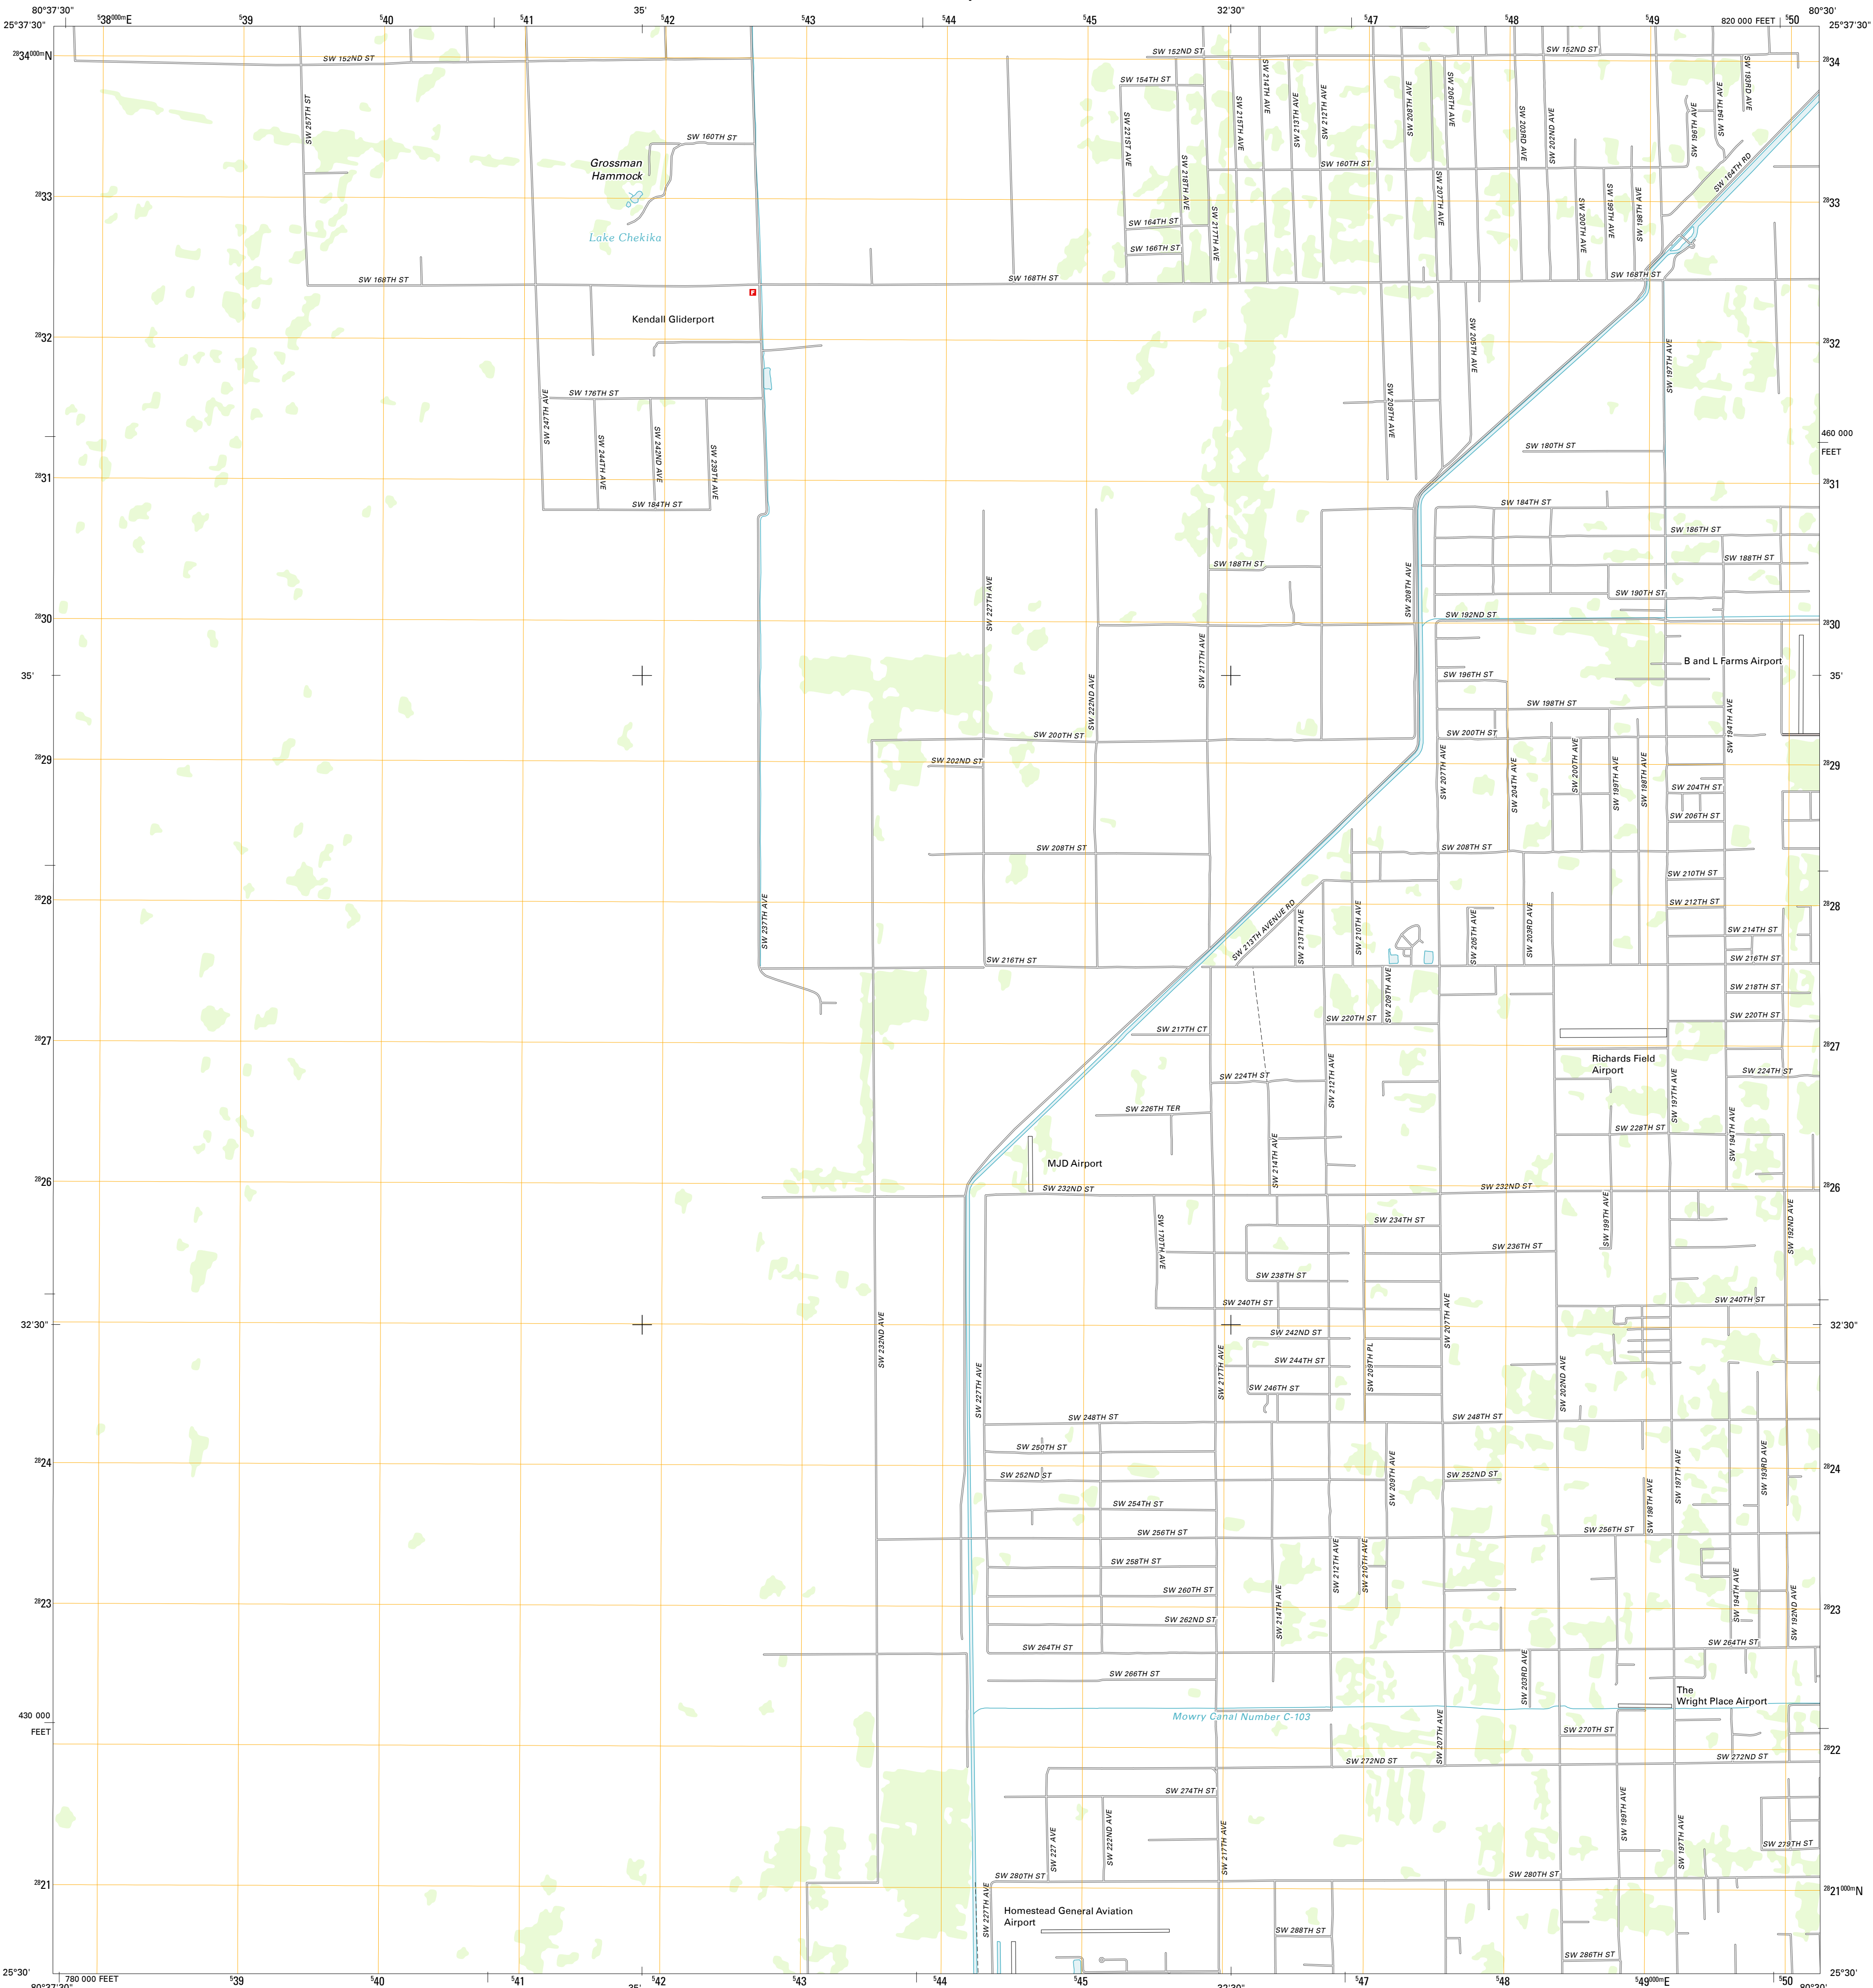 80°37'30"
⁵38⁰⁰⁰ᵐE
⁵39
⁵40
⁵41
35'
⁵42
⁵43
⁵44
⁵45
32'30"
⁵47
⁵48
⁵49
820 000 FEET
⁵50
80°30'
25°37'30"
25°37'30"
²⁸34⁰⁰⁰ᵐN
SW 152ND ST
SW 152ND ST
SW 152ND ST
²⁸34
SW 154TH ST
SW 257TH ST
SW 221ST AVE
SW 218TH AVE
SW 217TH AVE
SW 215TH AVE
SW 214TH AVE
SW 213TH AVE
SW 212TH AVE
SW 208TH AVE
SW 206TH AVE
SW 207TH AVE
SW 203RD AVE
SW 202ND AVE
SW 200TH AVE
SW 199TH AVE
SW 198TH AVE
SW 196TH AVE
SW 194TH AVE
SW 193RD AVE
SW 160TH ST
SW 160TH ST
SW 164TH RD
Grossman
Hammock
²⁸33
²⁸33
Lake Chekika
SW 164TH ST
SW 166TH ST
SW 168TH ST
SW 168TH ST
SW 168TH ST
F
Kendall Gliderport
²⁸32
²⁸32
SW 205TH AVE
SW 197TH AVE
SW 209TH AVE
SW 176TH ST
SW 247TH AVE
SW 244TH AVE
SW 242ND AVE
SW 239TH AVE
460 000
FEET
SW 180TH ST
²⁸31
²⁸31
SW 184TH ST
SW 184TH ST
SW 186TH ST
SW 188TH ST
SW 188TH ST
SW 227TH AVE
SW 208TH AVE
SW 190TH ST
SW 192ND ST
²⁸30
²⁸30
SW 217TH AVE
B and L Farms Airport
35'
35'
SW 196TH ST
SW 222ND AVE
SW 198TH ST
SW 194TH AVE
SW 200TH ST
SW 200TH ST
SW 202ND ST
²⁸29
²⁸29
SW 207TH AVE
SW 204TH AVE
SW 200TH AVE
SW 199TH AVE
SW 198TH AVE
SW 204TH ST
SW 206TH ST
SW 208TH ST
SW 208TH ST
SW 210TH ST
²⁸28
²⁸28
SW 212TH ST
SW 237TH AVE
SW 213TH AVENUE RD
SW 213TH AVE
SW 210TH AVE
SW 205TH AVE
SW 203RD AVE
SW 214TH ST
SW 216TH ST
SW 216TH ST
SW 209TH AVE
SW 218TH ST
SW 217TH CT
SW 220TH ST
SW 220TH ST
²⁸27
²⁸27
Richards Field
Airport
SW 224TH ST
SW 224TH ST
SW 212TH AVE
SW 197TH AVE
SW 226TH TER
SW 228TH ST
SW 194TH AVE
SW 214TH AVE
MJD Airport
²⁸26
²⁸26
SW 232ND ST
SW 232ND ST
SW 170TH AVE
SW 234TH ST
SW 199TH AVE
SW 192ND AVE
SW 236TH ST
SW 238TH ST
SW 240TH ST
SW 240TH ST
32'30"
32'30"
SW 232ND AVE
SW 207TH AVE
SW 242ND ST
SW 244TH ST
SW 246TH ST
SW 227TH AVE
SW 217TH AVE
SW 209TH PL
SW 202ND AVE
SW 248TH ST
SW 248TH ST
SW 250TH ST
SW 252ND ST
SW 252ND ST
²⁸24
²⁸24
SW 209TH AVE
SW 198TH AVE
SW 197TH AVE
SW 193RD AVE
SW 254TH ST
SW 256TH ST
SW 256TH ST
SW 258TH ST
SW 212TH AVE
SW 210TH AVE
SW 260TH ST
²⁸23
²⁸23
SW 214TH AVE
SW 194TH AVE
SW 192ND AVE
SW 262ND ST
SW 264TH ST
SW 264TH ST
SW 203RD AVE
SW 266TH ST
The
Wright Place Airport
430 000
FEET
Mowry Canal Number C-103
SW 207TH AVE
SW 270TH ST
²⁸22
SW 272ND ST
SW 272ND ST
SW 274TH ST
SW 227 AVE
SW 222ND AVE
SW 217TH AVE
SW 199TH AVE
SW 197TH AVE
SW 279TH ST
²⁸21
SW 280TH ST
SW 280TH ST
²⁸21⁰⁰⁰ᵐN
SW 227TH AVE
Homestead General Aviation
Airport
SW 288TH ST
SW 286TH ST
25°30'
25°30'
780 000 FEET
⁵39
⁵40
⁵41
⁵42
⁵43
⁵44
⁵45
⁵47
⁵48
⁵49⁰⁰⁰ᵐE
⁵50
80°37'30"
35'
32'30"
80°30'